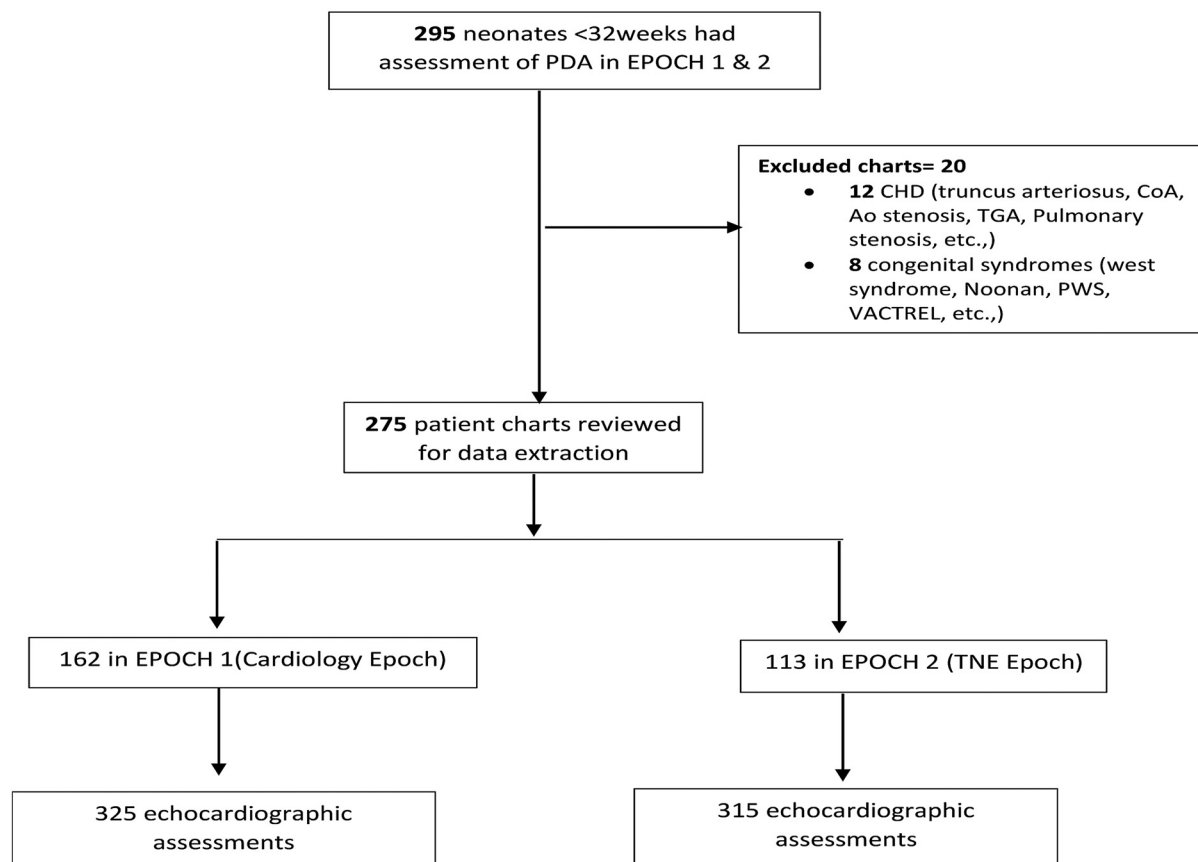 295 neonates <32weeks had
assessment of PDA in EPOCH 1 & 2
Excluded charts= 20
• 12 CHD (truncus arteriosus, CoA,
Ao stenosis, TGA, Pulmonary
stenosis, etc.,)
• 8 congenital syndromes (west
syndrome, Noonan, PWS,
VACTREL, etc.,)
275 patient charts reviewed
for data extraction
162 in EPOCH 1(Cardiology Epoch)
113 in EPOCH 2 (TNE Epoch)
325 echocardiographic
assessments
315 echocardiographic
assessments